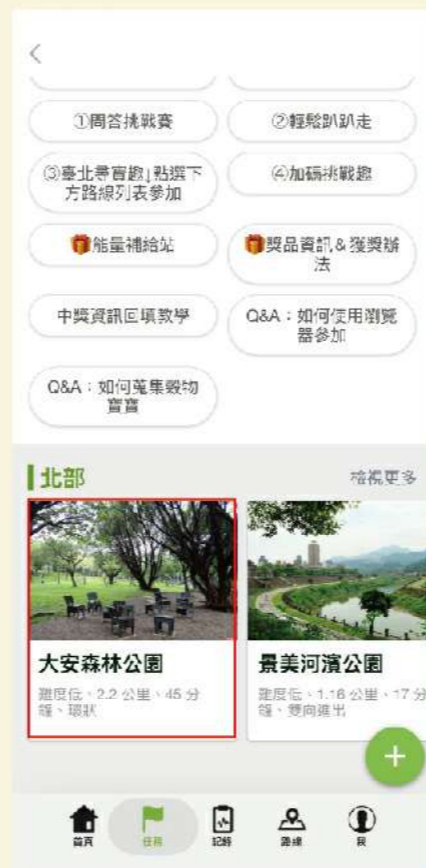 ①問答挑戰賽
②輕鬆趴趴走
③臺北尋寶趣↓點選下
方路線列表參加
④加碼挑戰趣
🎁能量補給站
🎁獎品資訊&獲獎辦
法
中獎資訊回填教學
Q&A：如何使用瀏覽
器參加
Q&A：如何蒐集穀物
寶寶
北部
檢視更多
大安森林公園
難度低、2.2 公里、45 分
鐘、環狀
景美河濱公園
難度低、1.16 公里、17 分
鐘、雙向進出
首頁
任務
記錄
路線
我